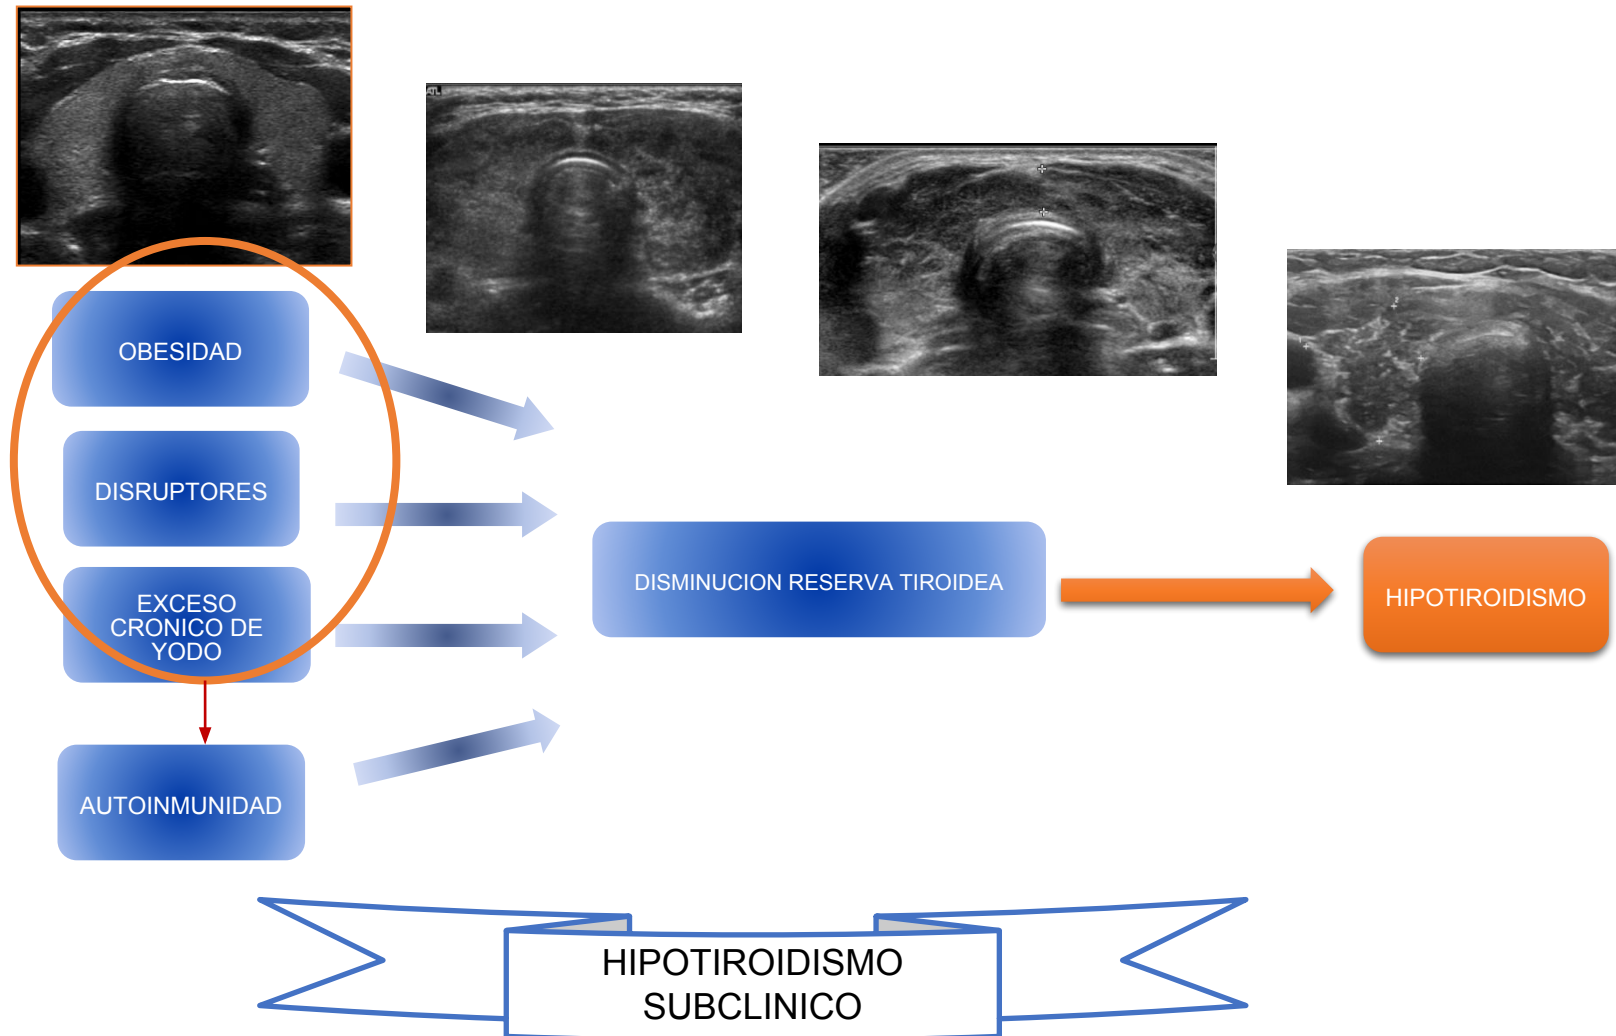 OBESIDAD
DISRUPTORES
EXCESO
CRONICO DE
YODO
AUTOINMUNIDAD
DISMINUCION RESERVA TIROIDEA
HIPOTIROIDISMO
HIPOTIROIDISMO
SUBCLINICO